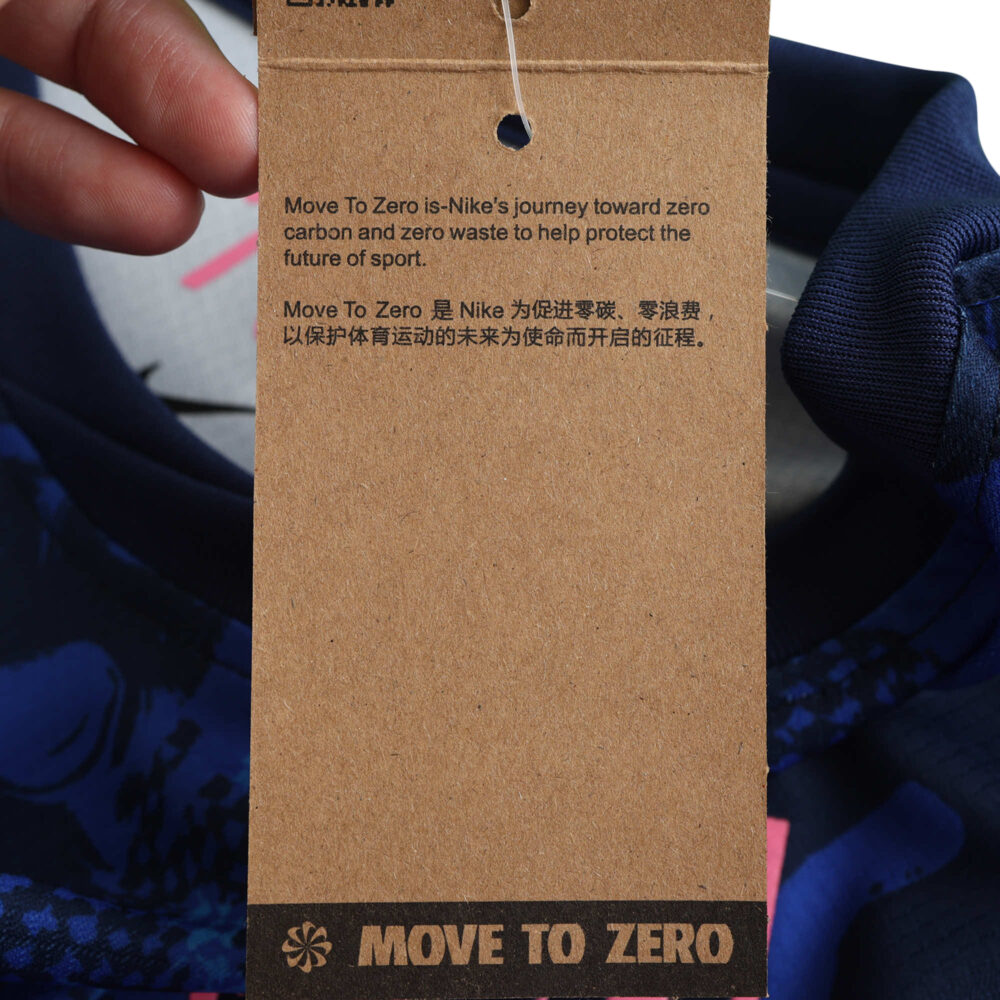 Move To Zero is-Nike's journey toward zero
carbon and zero waste to help protect the
future of sport.
Move To Zero 是 Nike 为促进零碳、零浪费，
以保护体育运动的未来为使命而开启的征程。
MOVE TO ZERO